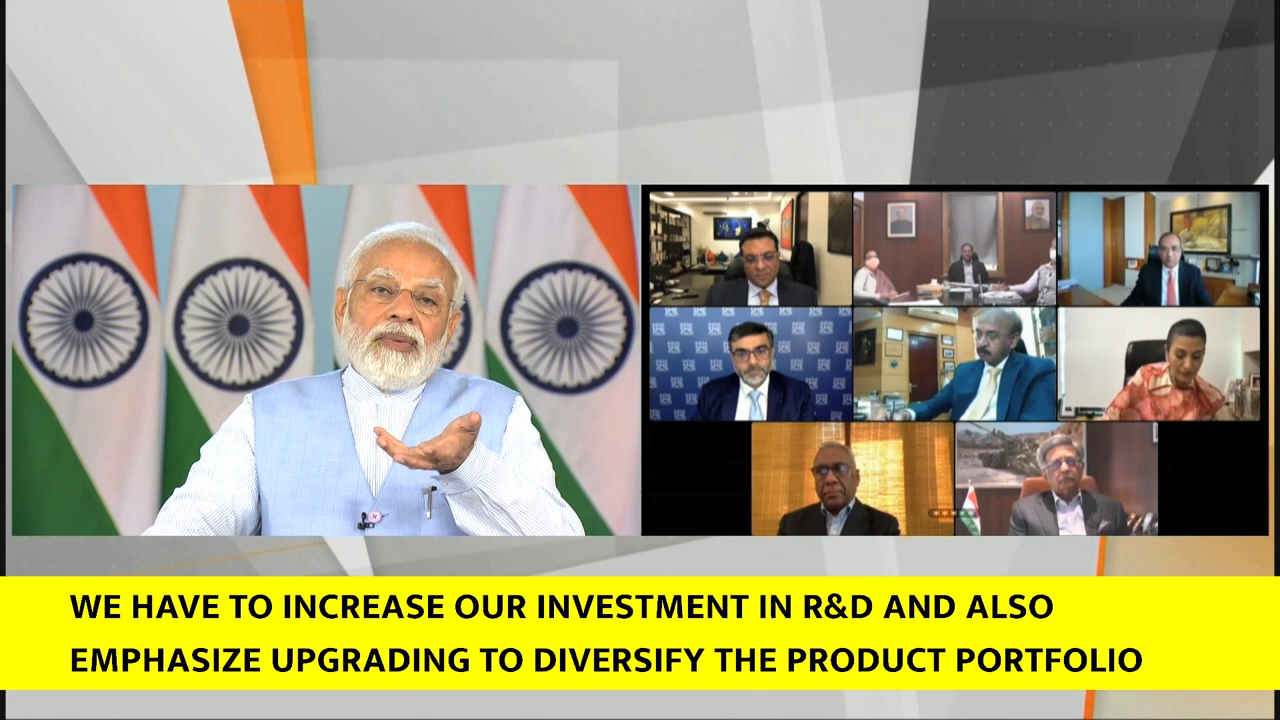 WE HAVE TO INCREASE OUR INVESTMENT IN R&D AND ALSO
EMPHASIZE UPGRADING TO DIVERSIFY THE PRODUCT PORTFOLIO